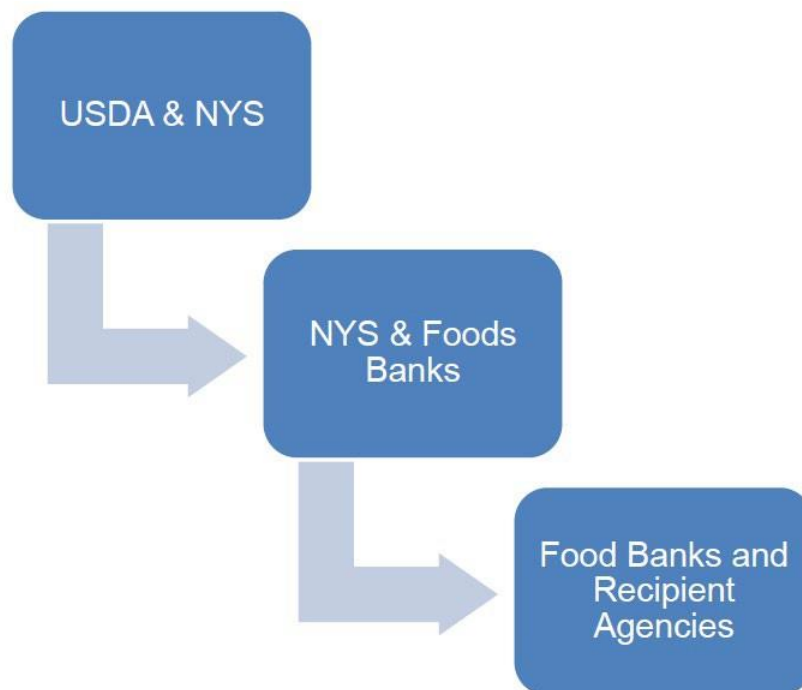 USDA & NYS
NYS & Foods
Banks
Food Banks and
Recipient
Agencies